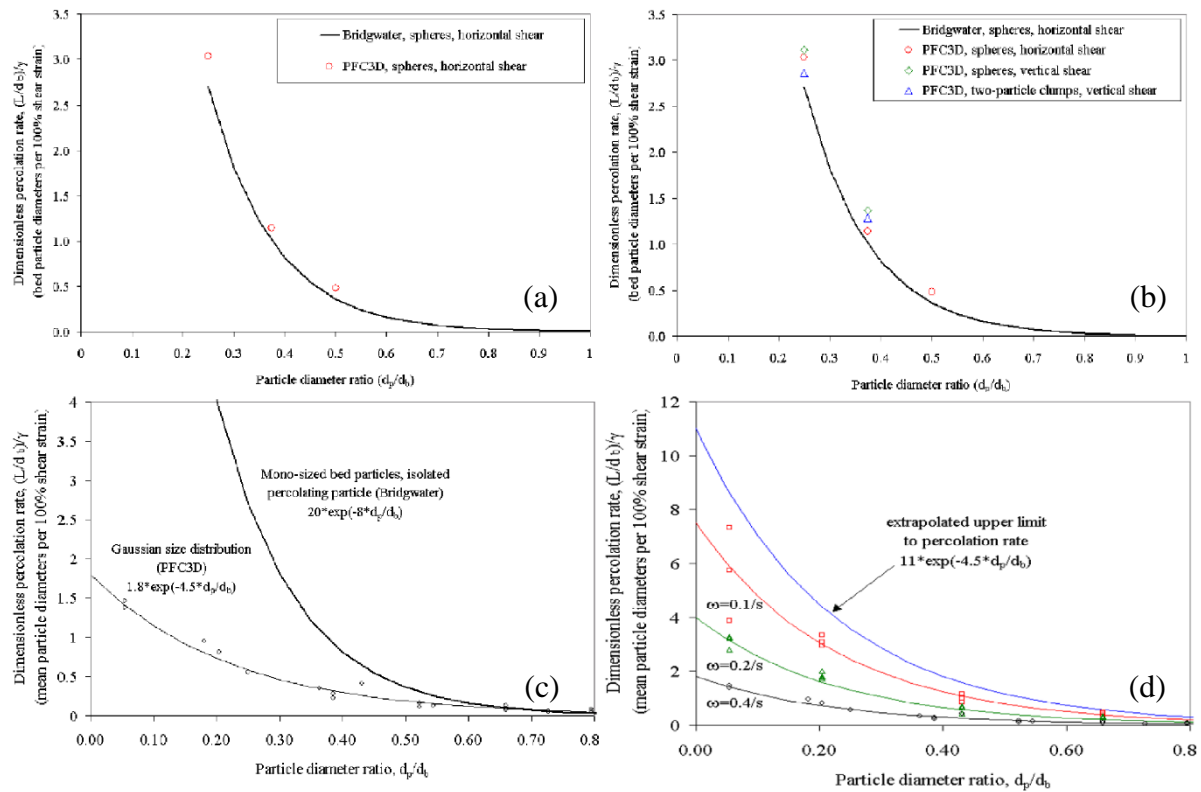 (a)
3.5
3.0
2.5
2.0
1.5
1.0
0.5
0.0
Dimensionless percolation rate, (L/d b)/γ
(bed particle diameters per 100% shear strain)
Bridgwater, spheres, horizontal shear
PFC3D, spheres, horizontal shear
0 0.1 0.2 0.3 0.4 0.5 0.6 0.7 0.8 0.9 1
Particle diameter ratio (dp/db)
(b)
3.5
3.0
2.5
2.0
1.5
1.0
0.5
0.0
Dimensionless percolation rate, (L/d b)/γ
(bed particle diameters per 100% shear strain)
Bridgwater, spheres, horizontal shear
PFC3D, spheres, horizontal shear
PFC3D, spheres, vertical shear
PFC3D, two-particle clumps, vertical shear
0 0.1 0.2 0.3 0.4 0.5 0.6 0.7 0.8 0.9 1
Particle diameter ratio (dp/db)
(c)
4
3.5
3
2.5
2
1.5
1
0.5
0
Dimensionless percolation rate, (L/d b)/γ
(mean particle diameters per 100% shear strain)
Mono-sized bed particles, isolated
percolating particle (Bridgwater)
20*exp(-8*dp/db)
Gaussian size distribution
(PFC3D)
1.8*exp(-4.5*dp/db)
0.00 0.10 0.20 0.30 0.40 0.50 0.60 0.70 0.8
Particle diameter ratio, dp/db
(d)
12
10
8
6
4
2
0
Dimensionless percolation rate, (L/d b)/γ
(mean particle diameters per 100% shear strain)
extrapolated upper limit
to percolation rate
11*exp(-4.5*dp/db)
ω=0.1/s
ω=0.2/s
ω=0.4/s
0.00 0.20 0.40 0.60 0.8
Particle diameter ratio, dp/db